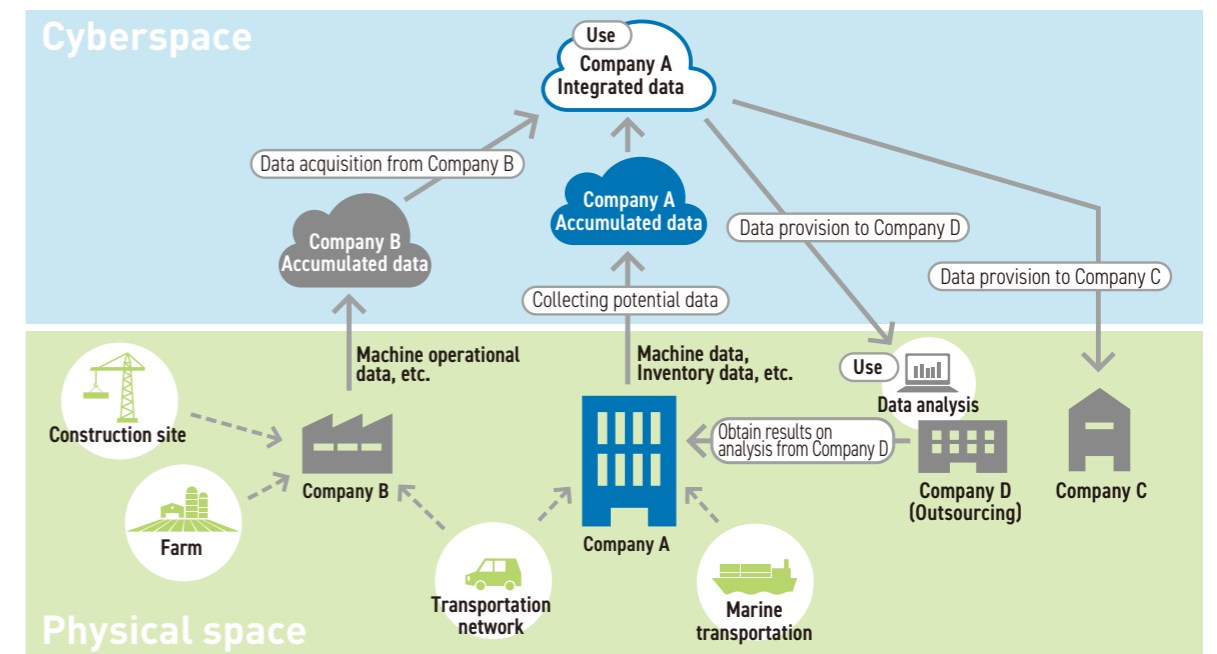 Cyberspace
Use
Company A
Integrated data
Data acquisition from Company B
Company A
Accumulated data
Company B
Accumulated data
Data provision to Company D
Data provision to Company C
Collecting potential data
Machine operational
data, etc.
Machine data,
Inventory data, etc.
Use
Data analysis
Construction site
Obtain results on
analysis from Company D
Company B
Company D
(Outsourcing)
Company C
Farm
Company A
Transportation
network
Marine
transportation
Physical space